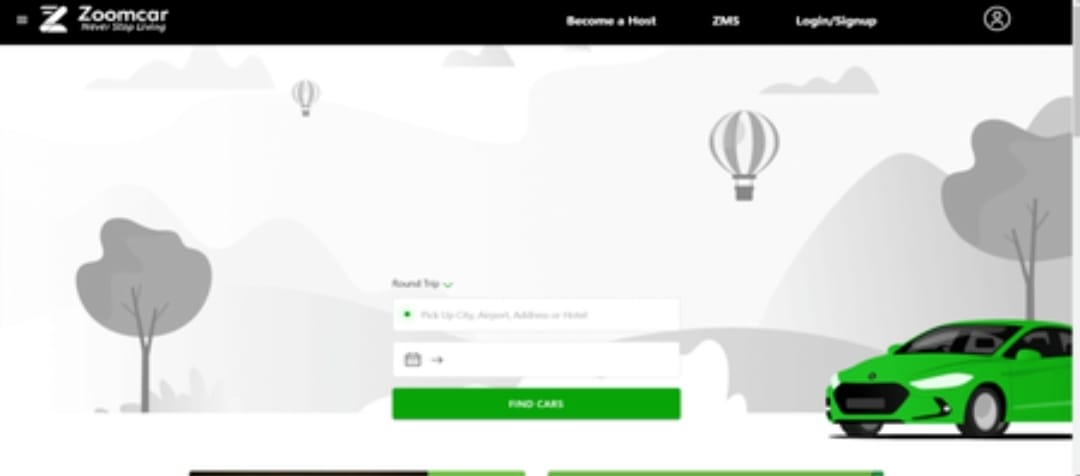 Zoomcar
Never Stop Living
Become a Host
ZMS
Login/Signup
Round Trip
Pick Up City, Airport, Address or Hotel
FIND CARS